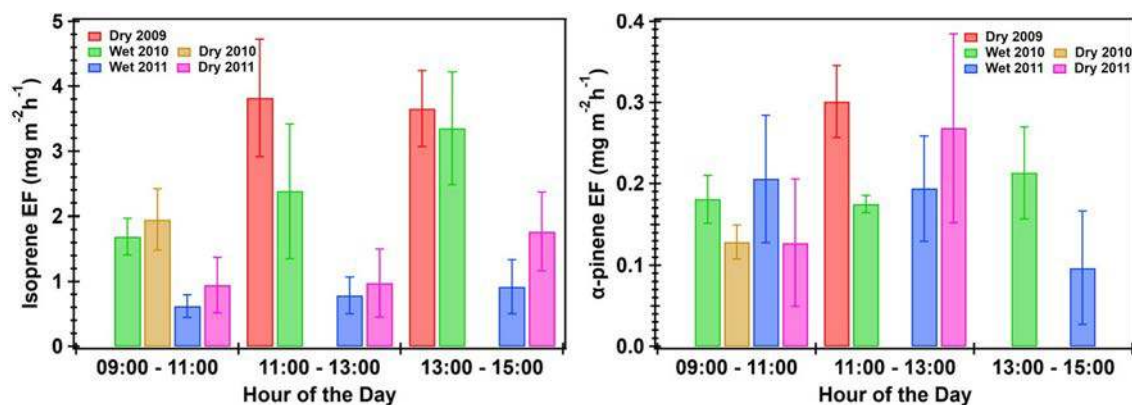 Isoprene EF (mg m⁻²h⁻¹)
5
4
3
2
1
0
Dry 2009
Wet 2010 Dry 2010
Wet 2011 Dry 2011
09:00 - 11:00 11:00 - 13:00 13:00 - 15:00
Hour of the Day
α-pinene EF (mg m⁻²h⁻¹)
0.4
0.3
0.2
0.1
0.0
Dry 2009
Wet 2010 Dry 2010
Wet 2011 Dry 2011
09:00 - 11:00 11:00 - 13:00 13:00 - 15:00
Hour of the Day